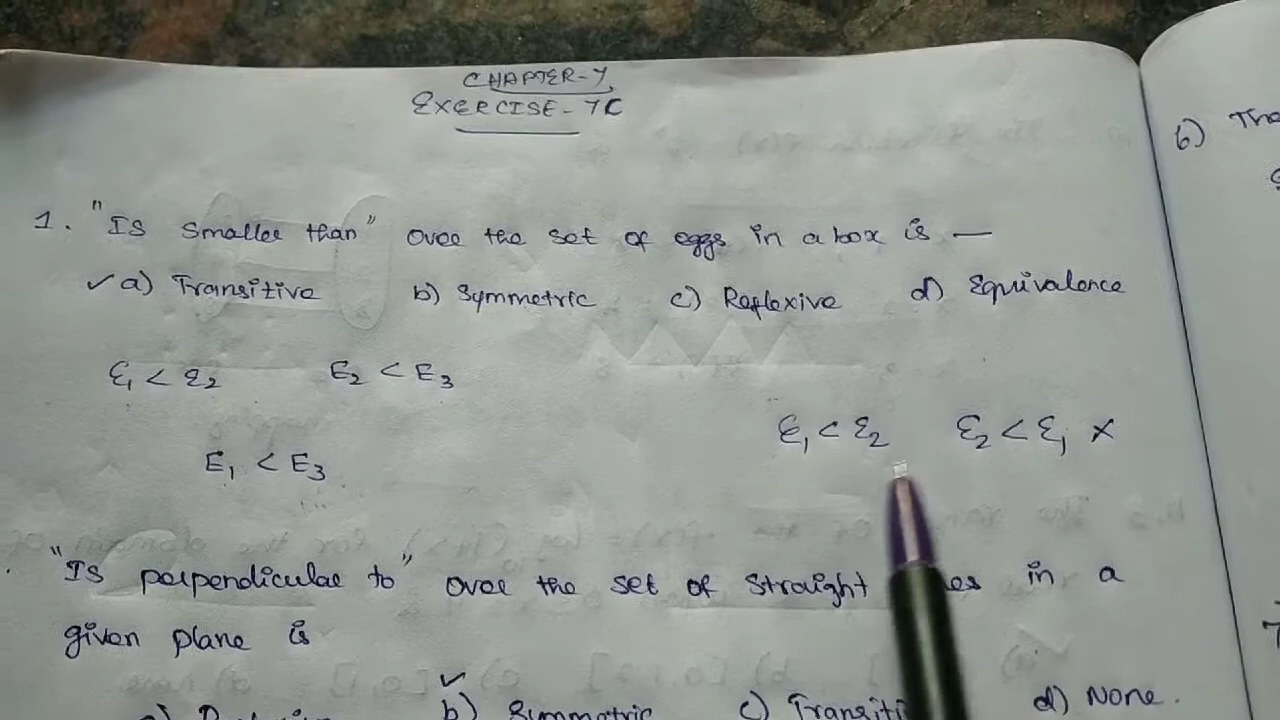 CHAPTER-7
EXERCISE-7C
6) The
1. "Is smaller than" over the set of eggs in a box is —
✓ a) Transitive b) Symmetric c) Reflexive d) Equivalence
E₁ < E₂ E₂ < E₃
E₁ < E₂ E₂ < E₁ ×
E₁ < E₃
"Is perpendicular to" over the set of straight in a
given plane is
✓ b) Symmetric c) d) None.